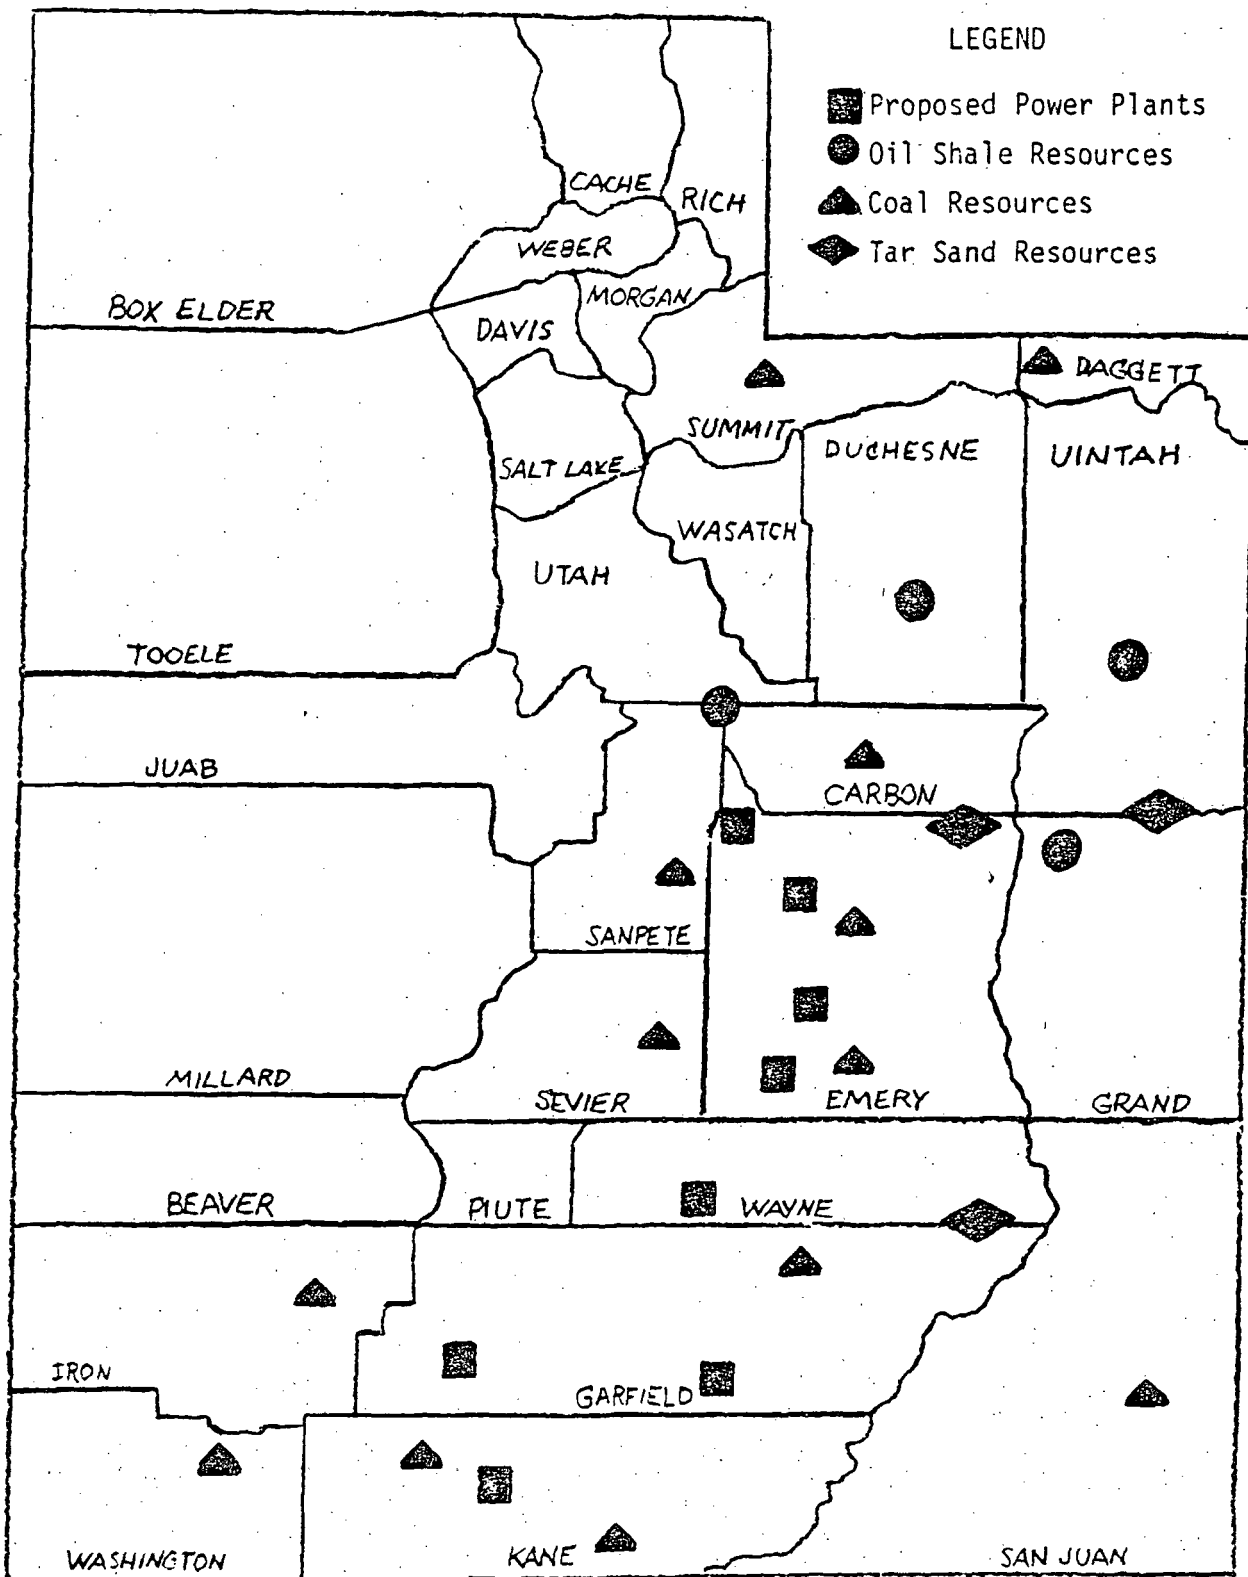 LEGEND
Proposed Power Plants
Oil Shale Resources
Coal Resources
Tar Sand Resources
CACHE
RICH
WEBER
BOX ELDER
MORGAN
DAVIS
DAGGETT
SUMMIT
DUCHESNE
UINTAH
SALT LAKE
WASATCH
UTAH
TOOELE
JUAB
CARBON
SANPETE
MILLARD
SEVIER
EMERY
GRAND
BEAVER
PIUTE
WAYNE
IRON
GARFIELD
WASHINGTON
KANE
SAN JUAN